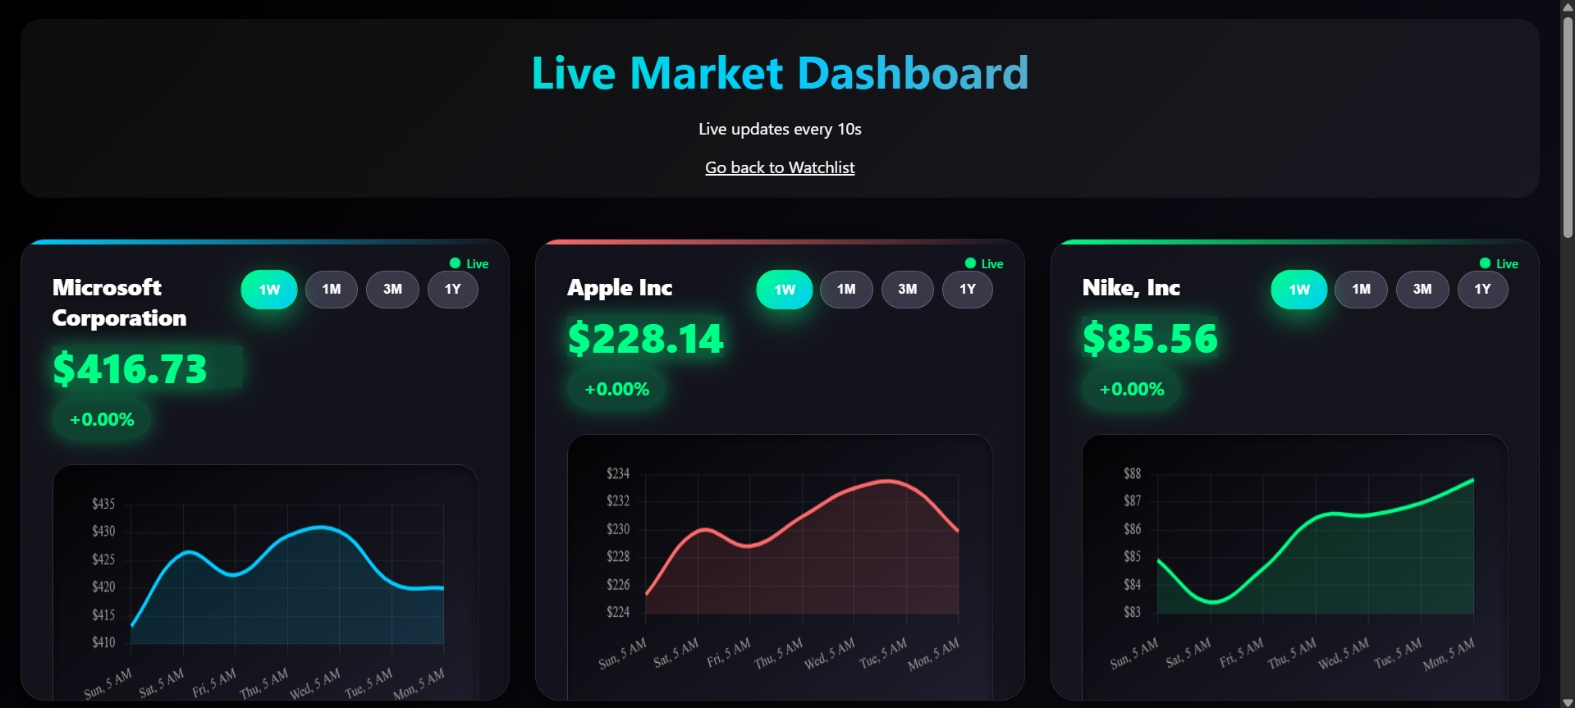 Live Market Dashboard
Live updates every 10s
Go back to Watchlist
Live
Microsoft
Corporation
1W 1M 3M 1Y
$416.73
+0.00%
$435
$430
$425
$420
$415
$410
Sun, 5 AM Sat, 5 AM Fri, 5 AM Thu, 5 AM Wed, 5 AM Tue, 5 AM Mon, 5 AM
Live
Apple Inc
1W 1M 3M 1Y
$228.14
+0.00%
$234
$232
$230
$228
$226
$224
Sun, 5 AM Sat, 5 AM Fri, 5 AM Thu, 5 AM Wed, 5 AM Tue, 5 AM Mon, 5 AM
Live
Nike, Inc
1W 1M 3M 1Y
$85.56
+0.00%
$88
$87
$86
$85
$84
$83
Sun, 5 AM Sat, 5 AM Fri, 5 AM Thu, 5 AM Wed, 5 AM Tue, 5 AM Mon, 5 AM